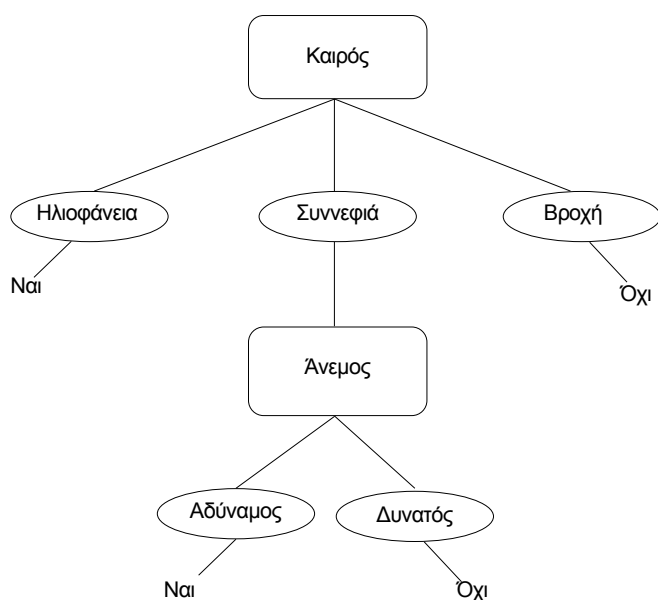 Καιρός
Ηλιοφάνεια
Συννεφιά
Βροχή
Ναι
Όχι
Άνεμος
Αδύναμος
Δυνατός
Ναι
Όχι